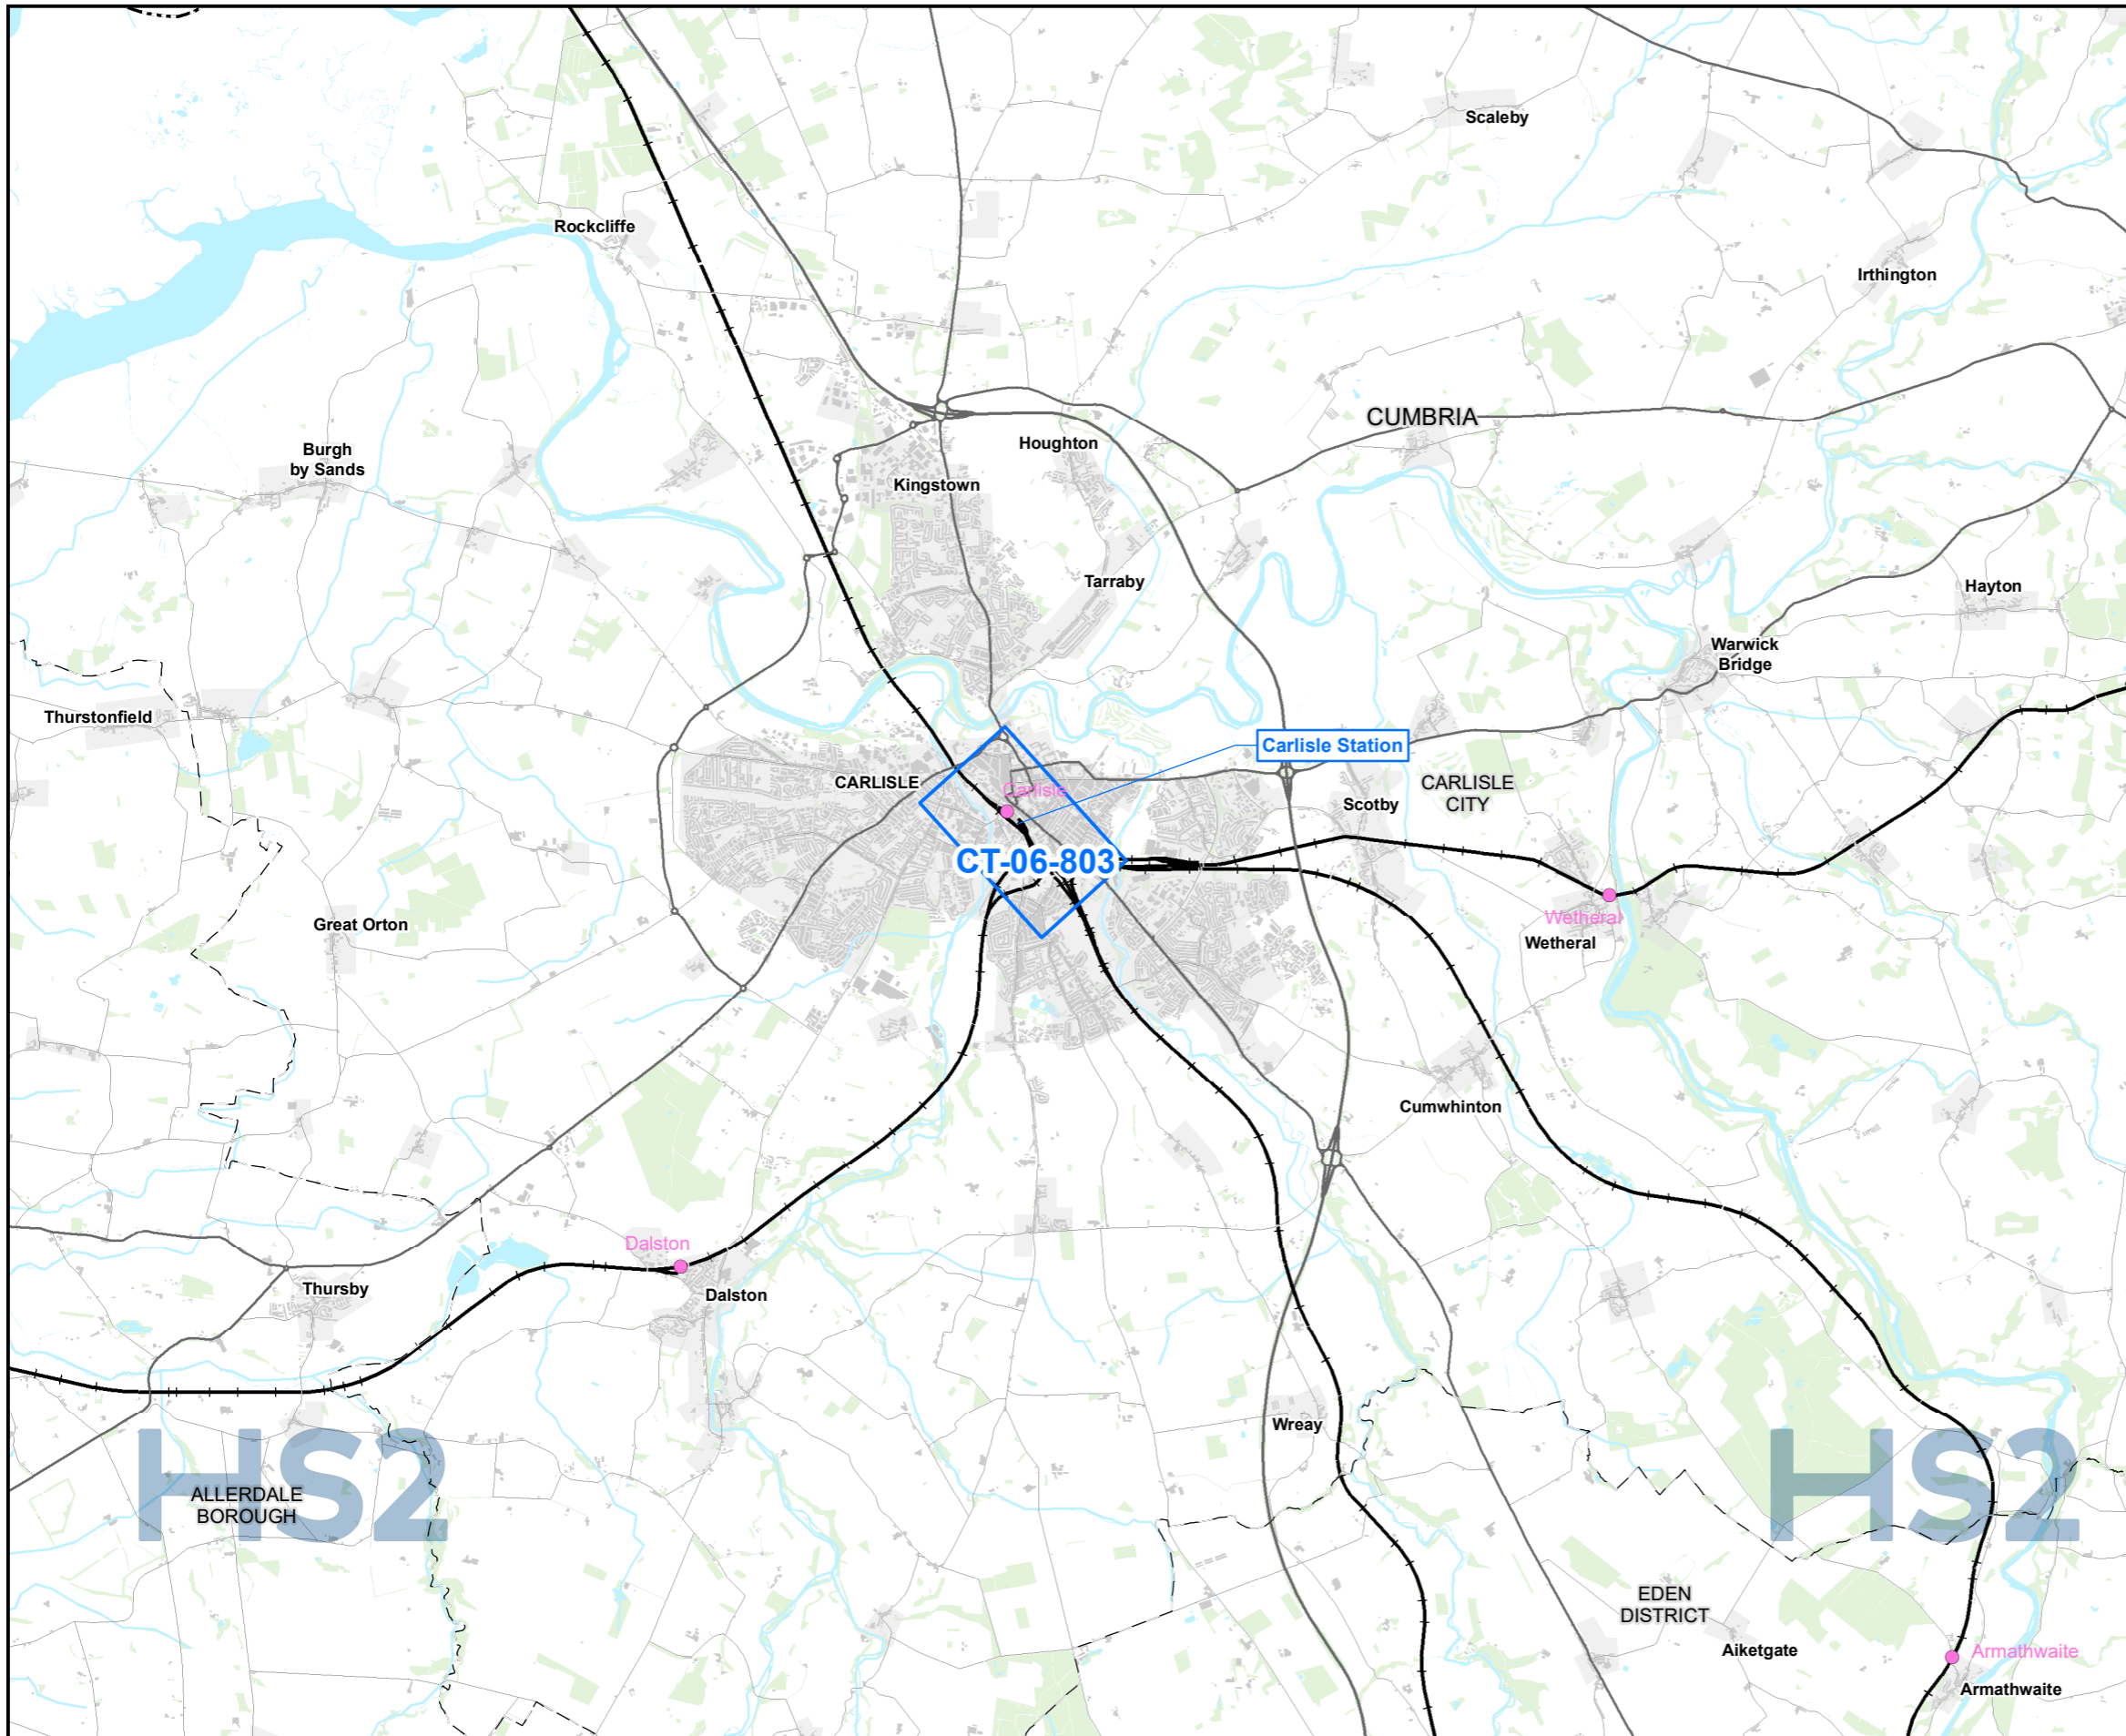 Scaleby
Rockcliffe
Irthington
CUMBRIA
Houghton
Burgh
by Sands
Kingstown
Tarraby
Hayton
Warwick
Bridge
Thurstonfield
Carlisle Station
CARLISLE
Carlisle
CARLISLE
CITY
Scotby
CT-06-803
Great Orton
Wetheral
Wetheral
Cumwhinton
Dalston
Thursby
Dalston
Wreay
HS2
HS2
ALLERDALE
BOROUGH
EDEN
DISTRICT
Aiketgate
Armathwaite
Armathwaite